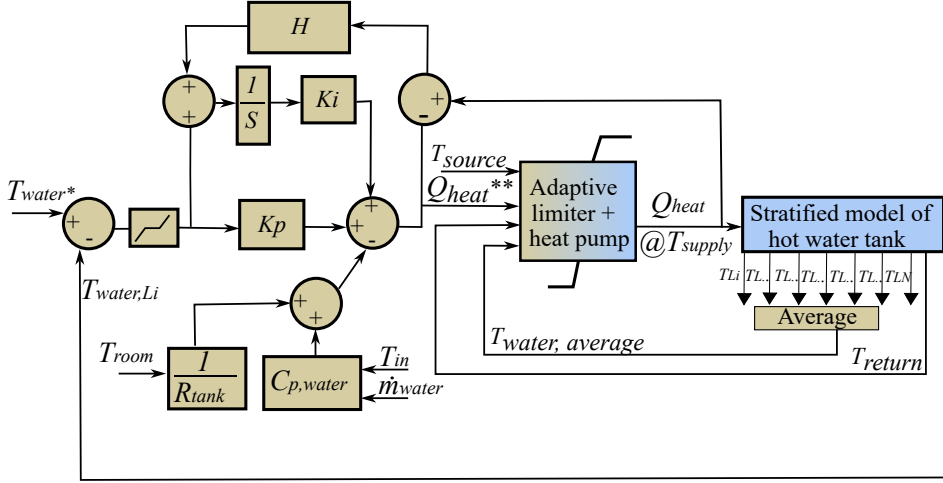 H
+
+
1
S
Ki
+
-
Tsource
Qheat**
Adaptive
limiter +
heat pump
Qheat
@Tsupply
Stratified model of
hot water tank
Twater*
+
-
Kp
+
+
-
Twater,Li
TLi TL.. TL.. TL.. TL.. TL.. TLN
Average
Twater, average
Treturn
+
+
Troom
1
Rtank
Cp,water
Tin
ṁwater